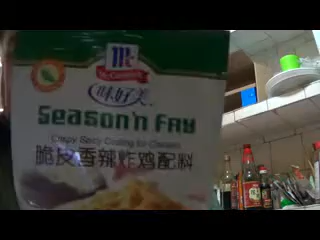 McCormick
味好美
Season'n Fry
Crispy Spicy Coating for Chicken
脆皮香辣炸鸡配料